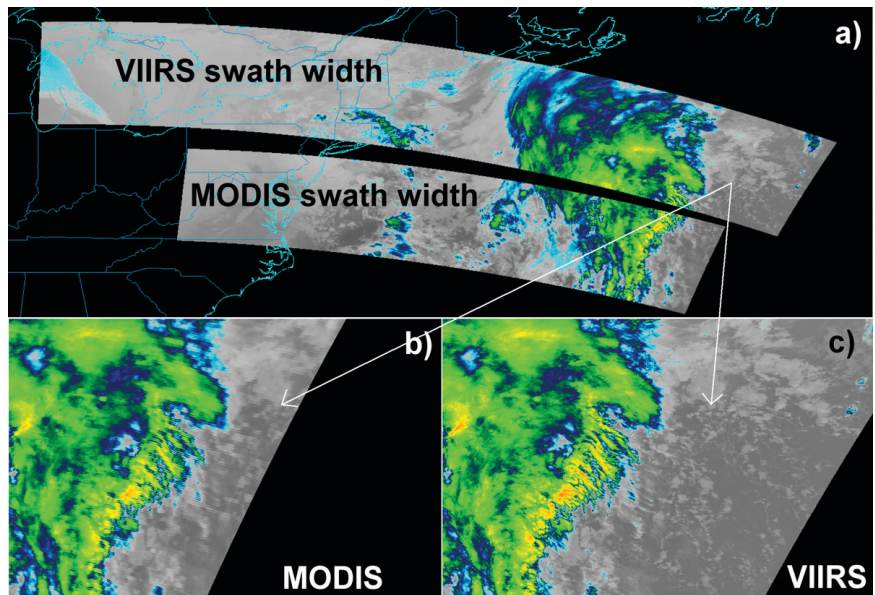 a)
VIIRS swath width
MODIS swath width
b)
c)
MODIS
VIIRS